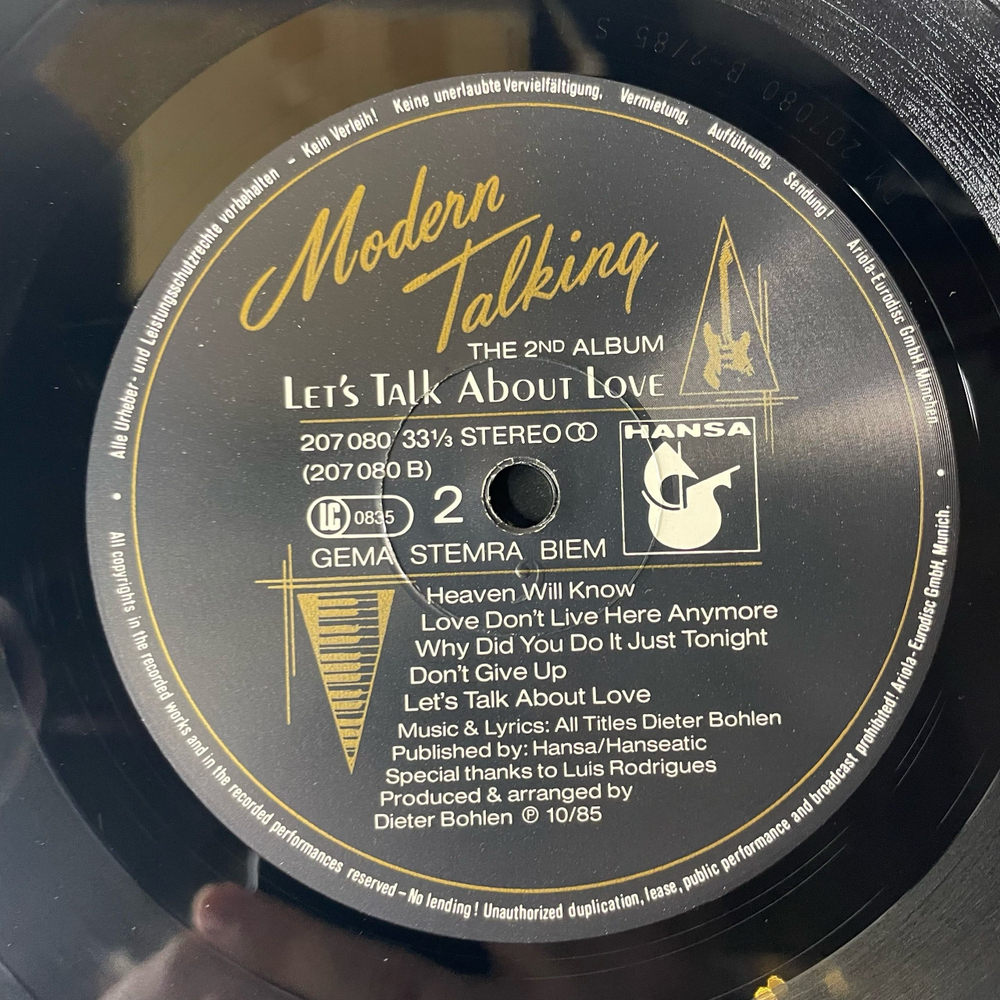 Modern
Talking
THE 2ND ALBUM
LET'S TALK ABOUT LOVE
207 080 33⅓ STEREO
(207 080 B)
LC 0835
2
HANSA
GEMA STEMRA BIEM
Heaven Will Know
Love Don't Live Here Anymore
Why Did You Do It Just Tonight
Don't Give Up
Let's Talk About Love
Music & Lyrics: All Titles Dieter Bohlen
Published by: Hansa/Hanseatic
Special thanks to Luis Rodrigues
Produced & arranged by
Dieter Bohlen ℗ 10/85
• Alle Urheber- und Leistungsschutzrechte vorbehalten – Kein Verleih! Keine unerlaubte Vervielfältigung, Vermietung, Aufführung, Sendung! Ariola-Eurodisc GmbH, München. •
All copyrights in the recorded works and in the recorded performances reserved – No lending! Unauthorized duplication, lease, public performance and broadcast prohibited! Ariola-Eurodisc GmbH, Munich.
207080 B-2/85 S